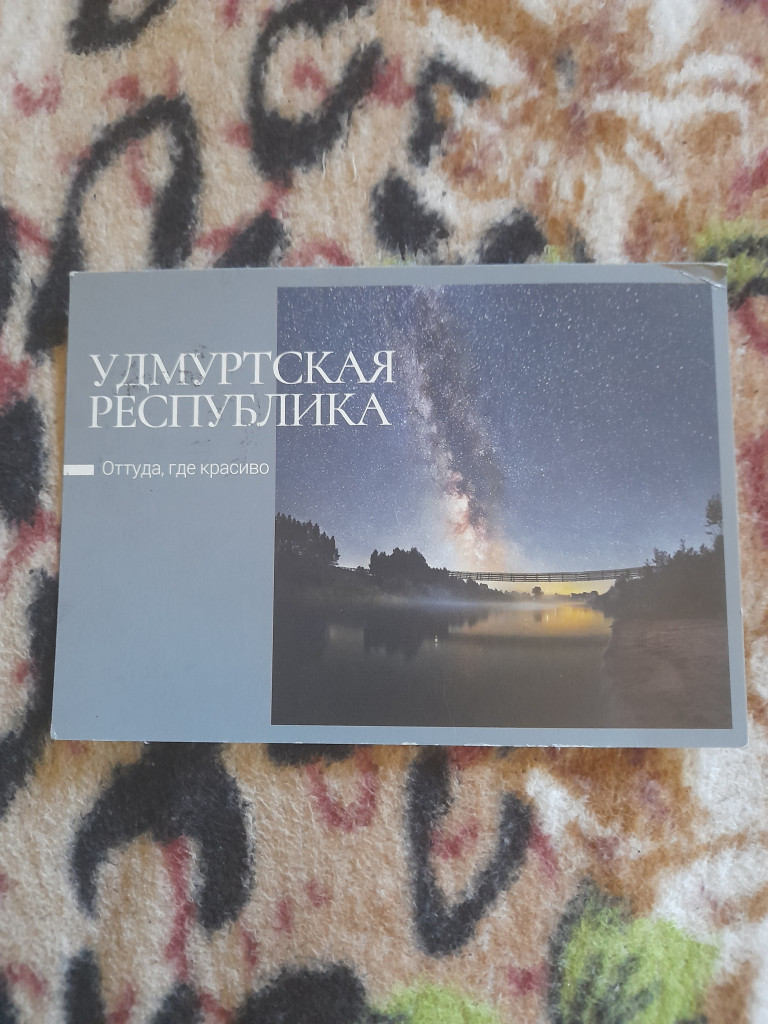 УДМУРТСКАЯ
РЕСПУБЛИКА
Оттуда, где красиво